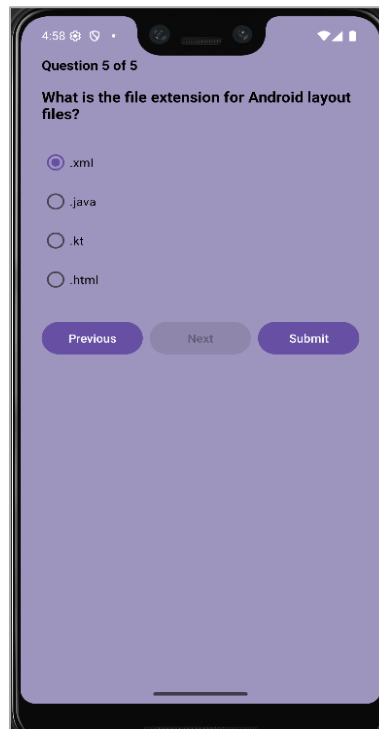 4:58
Question 5 of 5
What is the file extension for Android layout
files?
.xml
.java
.kt
.html
Previous Next Submit